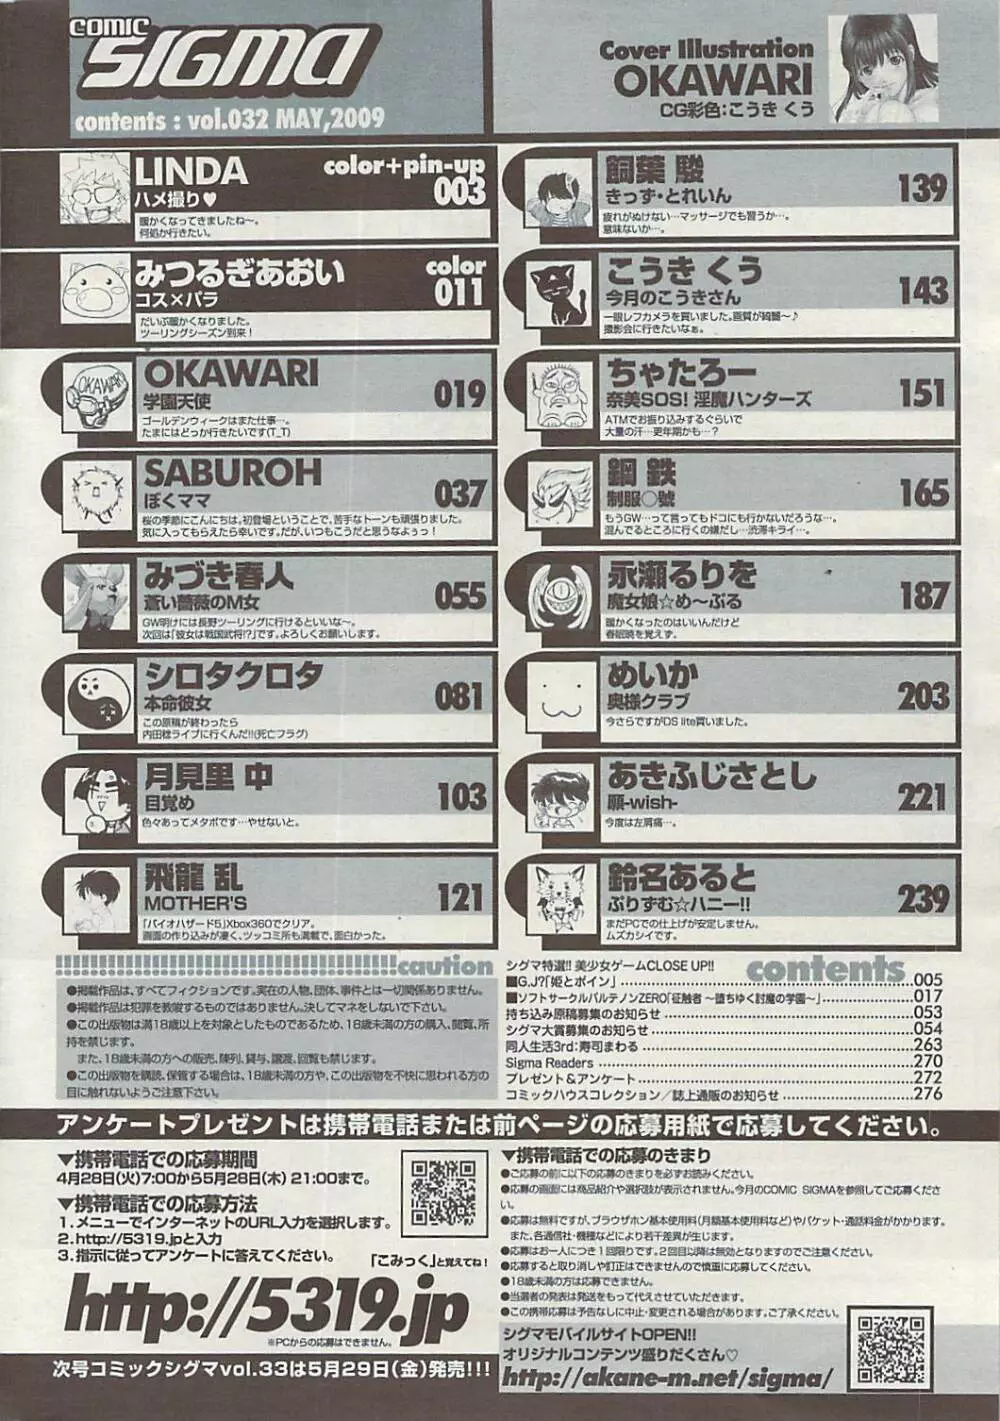 COMIC
SIGMA
contents : vol.032 MAY,2009
Cover Illustration
OKAWARI
CG彩色:こうき くう
LINDA
color+pin-up
ハメ撮り♥
003
暖かくなってきましたね〜。
何処か行きたい。
みつるぎあおい
color
コス×パラ
011
だいぶ暖かくなりました。
ツーリングシーズン到来!
OKAWARI
OKAWARI
学園天使
019
ゴールデンウィークはまた仕事…。
たまにはどっか行きたいです(T_T)
SABUROH
ぼくママ
037
桜の季節にこんにちは。初登場ということで、苦手なトーンも頑張りました。
気に入ってもらえたら幸いです。だが、いつもこうだと思うなょっ!
みづき春人
蒼い薔薇のM女
055
GW明けには長野ツーリングに行けるといいな〜。
次回は「彼女は戦国武将!?」です。よろしくお願いします。
シロタクロタ
本命彼女
081
この原稿が終わったら
内田稔ライブに行くんだ!!(死亡フラグ)
月見里 中
目覚め
103
色々あってメタボです…やせないと。
飛龍 乱
MOTHER'S
121
「バイオハザード5」Xbox360でクリア。
画面の作り込みが凄く、ツッコミ所も満載で、面白かった。
飼葉 駿
きっず・とれいん
139
疲れがぬけない…マッサージでも習うか…。
意味ないか…。
こうき くう
今月のこうきさん
143
一眼レフカメラを買いました。画質が綺麗〜♪
撮影会に行きたいなぁ。
ちゃたろー
奈美SOS! 淫魔ハンターズ
151
ATMでお振り込みするぐらいで
大量の汗…更年期かも…?
鋼 鉄
制服○號
165
もうGW…って言ってもドコにも行かないだろうな…。
混んでるところに行くの嫌だし…渋滞キライ…。
永瀬るりを
魔女娘☆め〜ぷる
187
暖かくなったのはいいんだけど
春眠暁を覚えず。
めいか
奥様クラブ
203
今さらですがDS lite買いました。
あきふじさとし
願-wish-
221
今度は左肩痛…。
鈴名あると
ぷりずむ☆ハニー!!
239
まだPCでの仕上げが安定しません。
ムズカシイです。
caution
●掲載作品は、すべてフィクションです。実在の人物、団体、事件とは一切関係ありません。
●掲載作品は犯罪を教唆するものではありません。決してマネをしないで下さい。
●この出版物は満18歳以上を対象としたものであるため、18歳未満の方の購入、閲覧、所
持を禁じます。
また、18歳未満の方への販売、陳列、貸与、譲渡、回覧も禁じます。
●この出版物を購読、保管する場合は、18歳未満の方や、この出版物を不快に思われる方の
目に触れないようご注意下さい。
contents
シグマ特選!! 美少女ゲームCLOSE UP!!
■G.J?「姫とボイン」 005
■ソフトサークルパルテノンZERO「征触者 〜堕ちゆく討魔の学園〜」 017
持ち込み原稿募集のお知らせ 053
シグマ大賞募集のお知らせ 054
同人生活3rd:寿司まわる 263
Sigma Readers 270
プレゼント&アンケート 272
コミックハウスコレクション/誌上通販のお知らせ 276
アンケートプレゼントは携帯電話または前ページの応募用紙で応募してください。
▼携帯電話での応募期間
4月28日(火)7:00から5月28日(木) 21:00まで。
▼携帯電話での応募方法
1. メニューでインターネットのURL入力を選択します。
2. http://5319.jpと入力
3. 指示に従ってアンケートに答えてください。
「こみっく」と覚えてね!
http://5319.jp
※PCからの応募はできません。
次号コミックシグマvol.33は5月29日(金)発売!!!
▼携帯電話での応募のきまり
●ご応募の前に以下の応募のきまりを必ずお読みください。
●応募の画面には商品紹介や選択肢が表示されません。今月のCOMIC SIGMAを参照してご応募くださ
い。
●応募は無料ですが、ブラウザホン基本使用料(月額基本使用料など)やパケット・通話料金がかかります。
また、各通信社・機種などにより若干差異が生じます。
●応募はお一人につき1回限りです。2回目以降は無効となりますのでご注意ください。
●応募すると取り消しや訂正はできませんので慎重に応募してください。
●18歳未満の方は応募できません。
●当選者の発表は発送をもって代えさせていただきます。
●この携帯応募は予告なしに中止・変更される場合があります。ご了承ください。
シグマモバイルサイトOPEN!!
オリジナルコンテンツ盛りだくさん♡
http://akane-m.net/sigma/